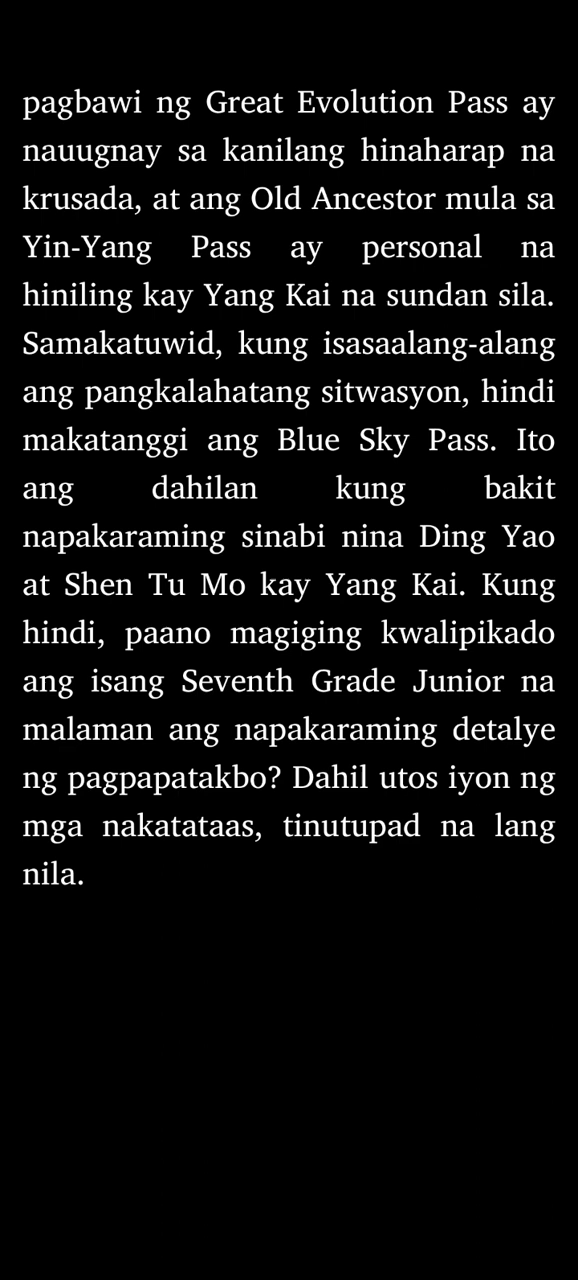 pagbawi ng Great Evolution Pass ay
nauugnay sa kanilang hinaharap na
krusada, at ang Old Ancestor mula sa
Yin-Yang Pass ay personal na
hiniling kay Yang Kai na sundan sila.
Samakatuwid, kung isasaalang-alang
ang pangkalahatang sitwasyon, hindi
makatanggi ang Blue Sky Pass. Ito
ang dahilan kung bakit
napakaraming sinabi nina Ding Yao
at Shen Tu Mo kay Yang Kai. Kung
hindi, paano magiging kwalipikado
ang isang Seventh Grade Junior na
malaman ang napakaraming detalye
ng pagpapatakbo? Dahil utos iyon ng
mga nakatataas, tinutupad na lang
nila.